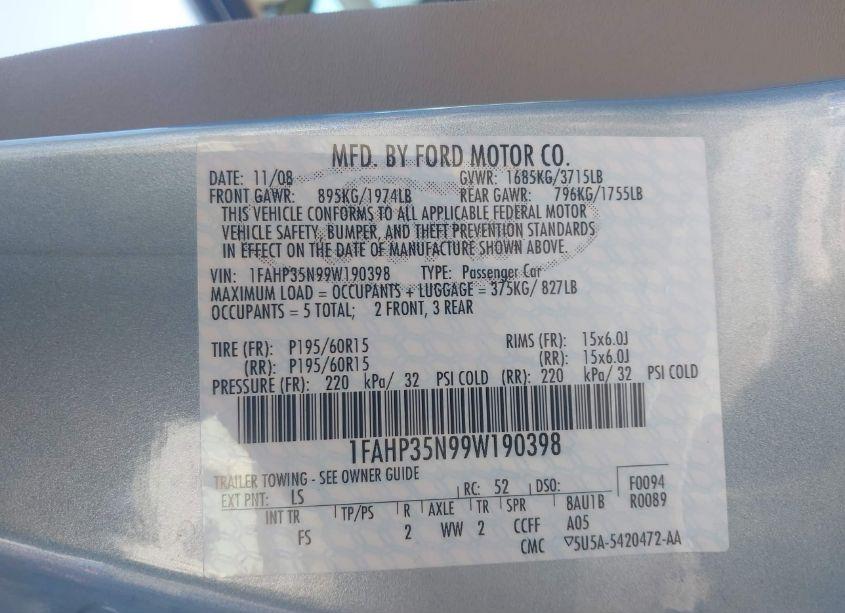 MFD. BY FORD MOTOR CO.
DATE: 11/08 GVWR: 1685KG/3715LB
FRONT GAWR: 895KG/1974LB REAR GAWR: 796KG/1755LB
THIS VEHICLE CONFORMS TO ALL APPLICABLE FEDERAL MOTOR
VEHICLE SAFETY, BUMPER, AND THEFT PREVENTION STANDARDS
IN EFFECT ON THE DATE OF MANUFACTURE SHOWN ABOVE.
VIN: 1FAHP35N99W190398 TYPE: Passenger Car
MAXIMUM LOAD = OCCUPANTS + LUGGAGE = 375KG/ 827LB
OCCUPANTS = 5 TOTAL; 2 FRONT, 3 REAR
TIRE (FR): P195/60R15 RIMS (FR): 15x6.0J
(RR): P195/60R15 (RR): 15x6.0J
PRESSURE (FR): 220 kPa/ 32 PSI COLD (RR): 220 kPa/ 32 PSI COLD
1FAHP35N99W190398
TRAILER TOWING - SEE OWNER GUIDE
EXT PNT: LS RC: 52 DSO: F0094
INT TR TP/PS R AXLE TR SPR BAU1B R0089
FS 2 WW 2 CCFF A05
CMC ▽5U5A-5420472-AA